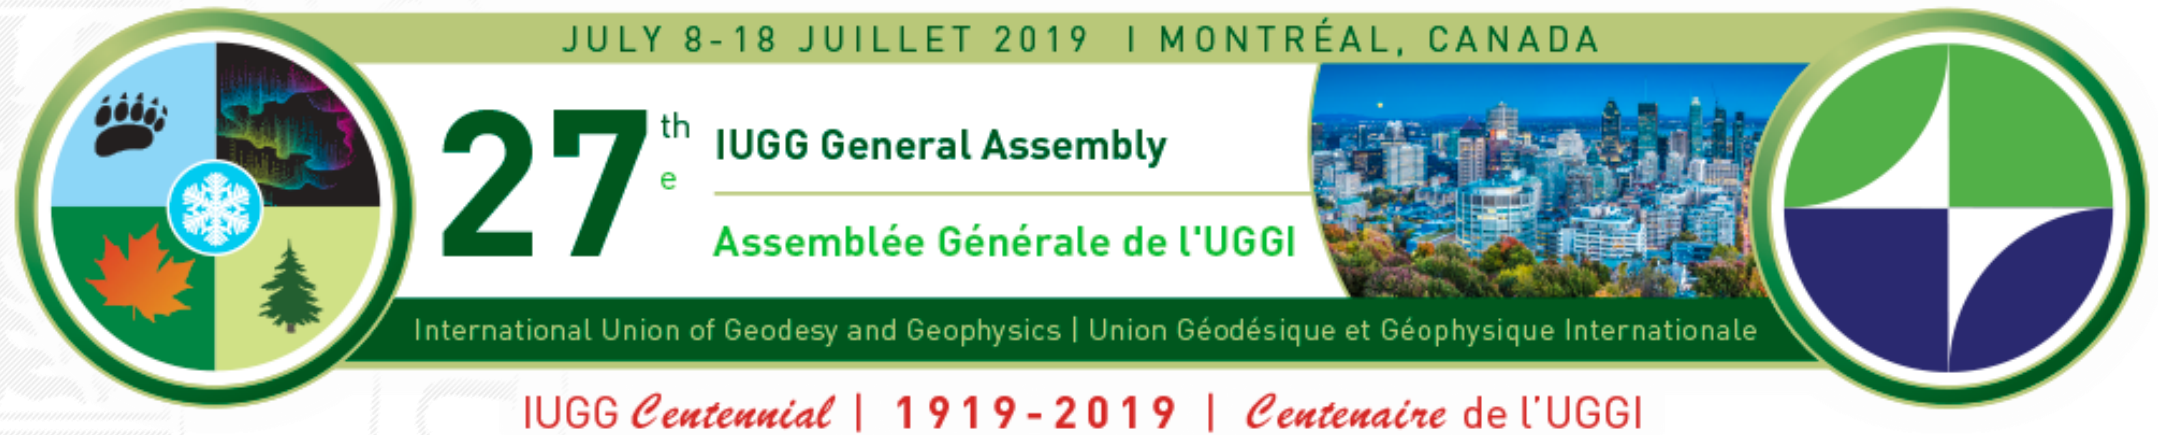 JULY 8-18 JUILLET 2019 | MONTRÉAL, CANADA
27th e
IUGG General Assembly
Assemblée Générale de l'UGGI
International Union of Geodesy and Geophysics | Union Géodésique et Géophysique Internationale
IUGG Centennial | 1919-2019 | Centenaire de l'UGGI